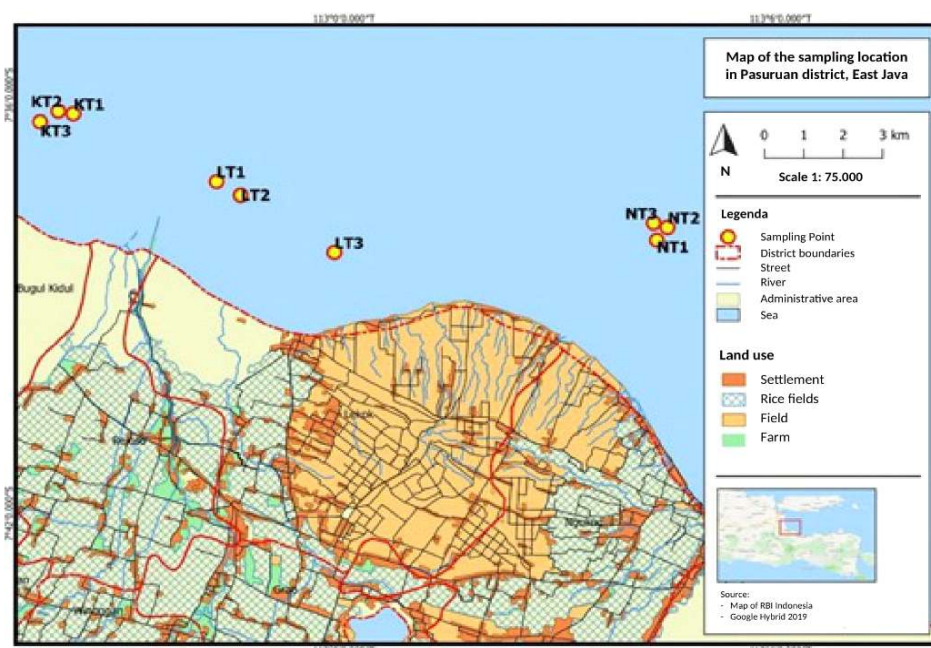 113°0'0.000"T
113°6'0.000"T
7°36'0.000"S
7°42'0.000"S
KT2
KT1
KT3
LT1
LT2
LT3
NT3
NT2
NT1
Bugul Kidul
Lekok
Nguling
Grati
Winongan
Map of the sampling location
in Pasuruan district, East Java
0 1 2 3 km
N
Scale 1: 75.000
Legenda
Sampling Point
District boundaries
Street
River
Administrative area
Sea
Land use
Settlement
Rice fields
Field
Farm
Source:
- Map of RBI Indonesia
- Google Hybrid 2019